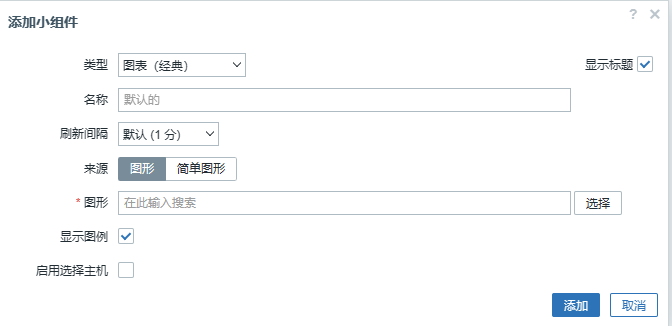 添加小组件
? ×
类型 图表（经典） 显示标题
名称 默认的
刷新间隔 默认 (1 分)
来源 图形 简单图形
* 图形 在此输入搜索 选择
显示图例
启用选择主机
添加 取消